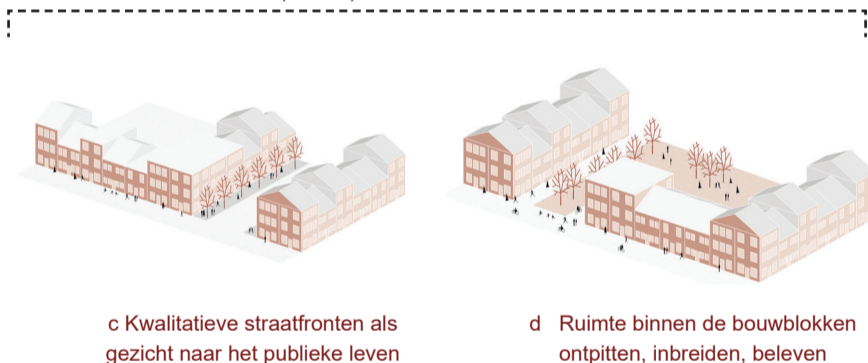 c Kwalitatieve straatfronten als
gezicht naar het publieke leven
d Ruimte binnen de bouwblokken
ontpitten, inbreiden, beleven